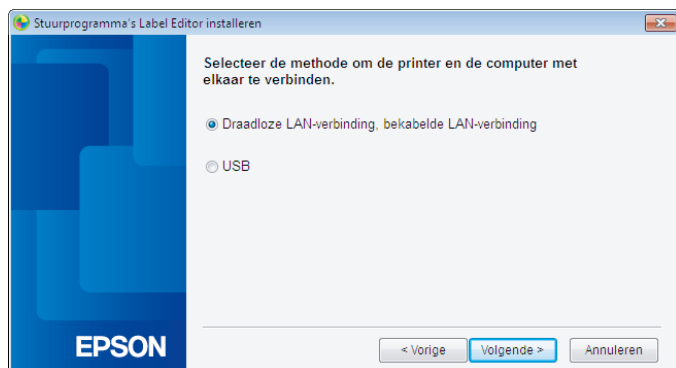 Stuurprogramma's Label Editor installeren
Selecteer de methode om de printer en de computer met
elkaar te verbinden.
Draadloze LAN-verbinding, bekabelde LAN-verbinding
USB
EPSON
< Vorige
Volgende >
Annuleren